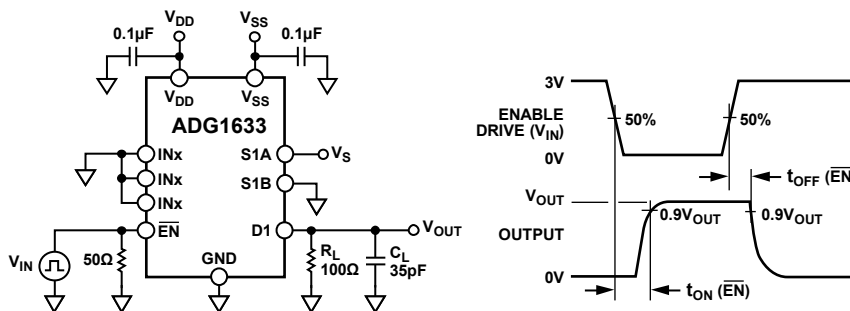 VDD
VSS
0.1µF
0.1µF
VDD
VSS
ADG1633
INx
INx
INx
EN
S1A
VS
S1B
D1
VOUT
GND
VIN
50Ω
RL
100Ω
CL
35pF
3V
ENABLE
DRIVE (VIN)
0V
50%
50%
tOFF (EN)
VOUT
OUTPUT
0V
0.9VOUT
0.9VOUT
tON (EN)